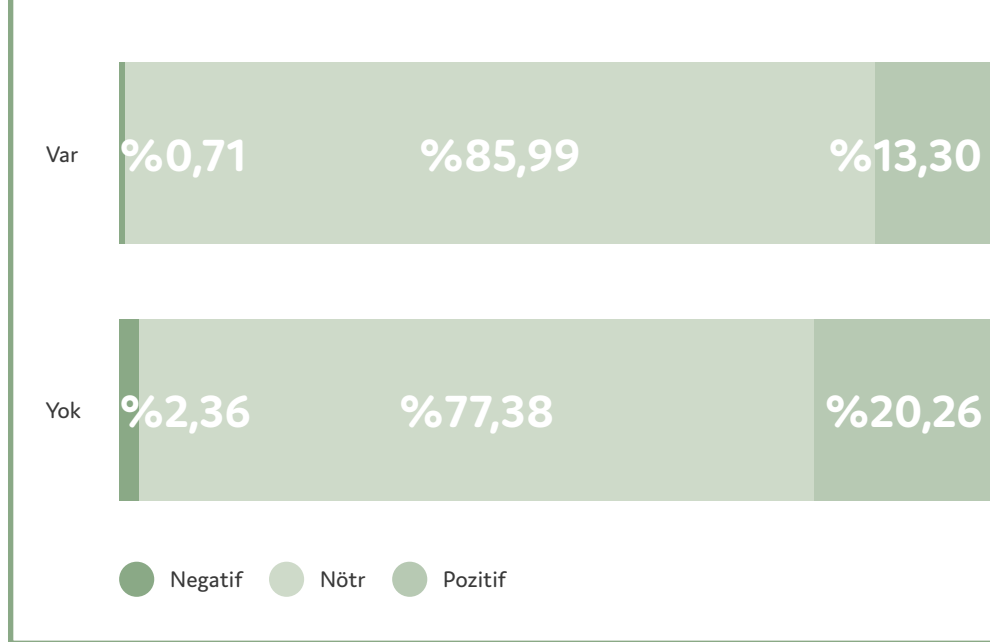 Var %0,71 %85,99 %13,30
Yok %2,36 %77,38 %20,26
Negatif Nötr Pozitif